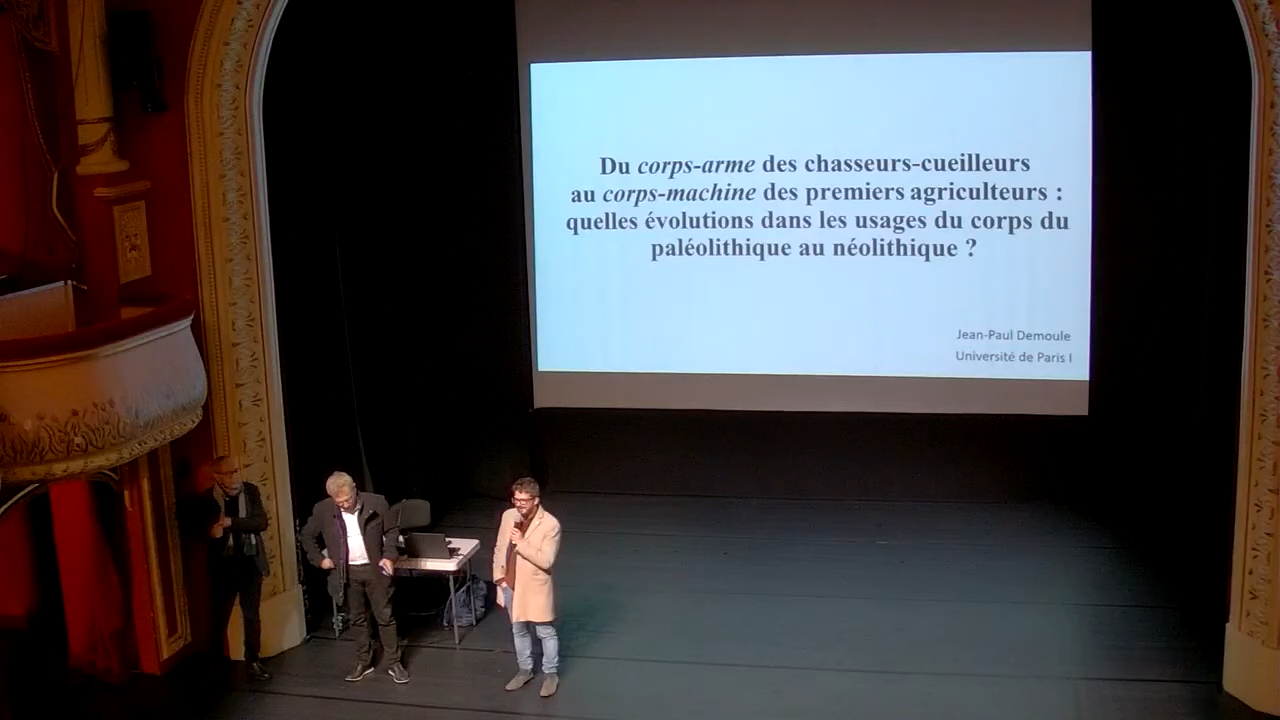 Du corps-arme des chasseurs-cueilleurs
au corps-machine des premiers agriculteurs :
quelles évolutions dans les usages du corps du
paléolithique au néolithique ?
Jean-Paul Demoule
Université de Paris I